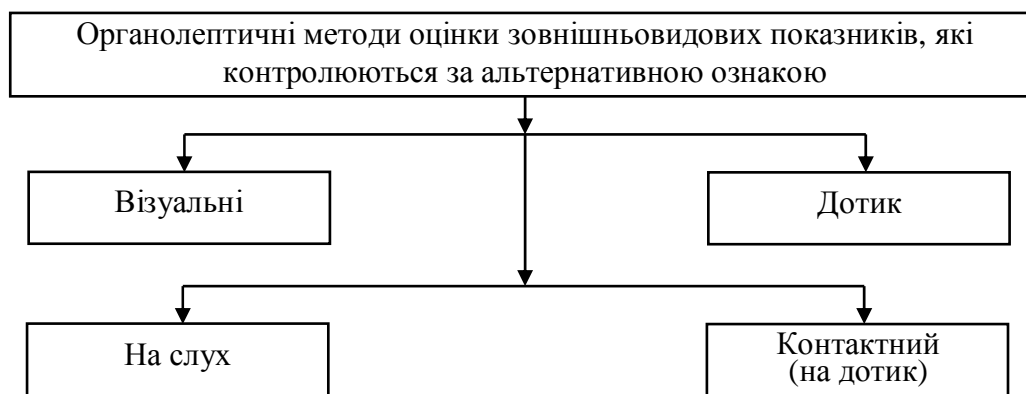 Органолептичні методи оцінки зовнішньовидових показників, які
контролюються за альтернативною ознакою
Візуальні
Дотик
На слух
Контактний
(на дотик)